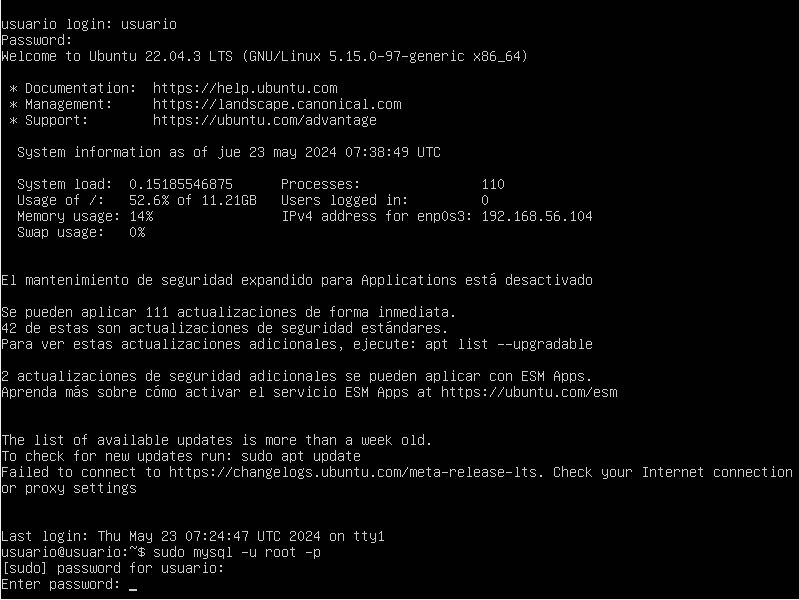 usuario login: usuario
Password:
Welcome to Ubuntu 22.04.3 LTS (GNU/Linux 5.15.0-97-generic x86_64)
* Documentation:  https://help.ubuntu.com
* Management:     https://landscape.canonical.com
* Support:        https://ubuntu.com/advantage
System information as of jue 23 may 2024 07:38:49 UTC
System load:  0.15185546875      Processes:               110
Usage of /:   52.6% of 11.21GB   Users logged in:         0
Memory usage: 14%                IPv4 address for enp0s3: 192.168.56.104
Swap usage:   0%
El mantenimiento de seguridad expandido para Applications está desactivado
Se pueden aplicar 111 actualizaciones de forma inmediata.
42 de estas son actualizaciones de seguridad estándares.
Para ver estas actualizaciones adicionales, ejecute: apt list --upgradable
2 actualizaciones de seguridad adicionales se pueden aplicar con ESM Apps.
Aprenda más sobre cómo activar el servicio ESM Apps at https://ubuntu.com/esm
The list of available updates is more than a week old.
To check for new updates run: sudo apt update
Failed to connect to https://changelogs.ubuntu.com/meta-release-lts. Check your Internet connection
or proxy settings
Last login: Thu May 23 07:24:47 UTC 2024 on tty1
usuario@usuario:~$ sudo mysql -u root -p
[sudo] password for usuario:
Enter password: _